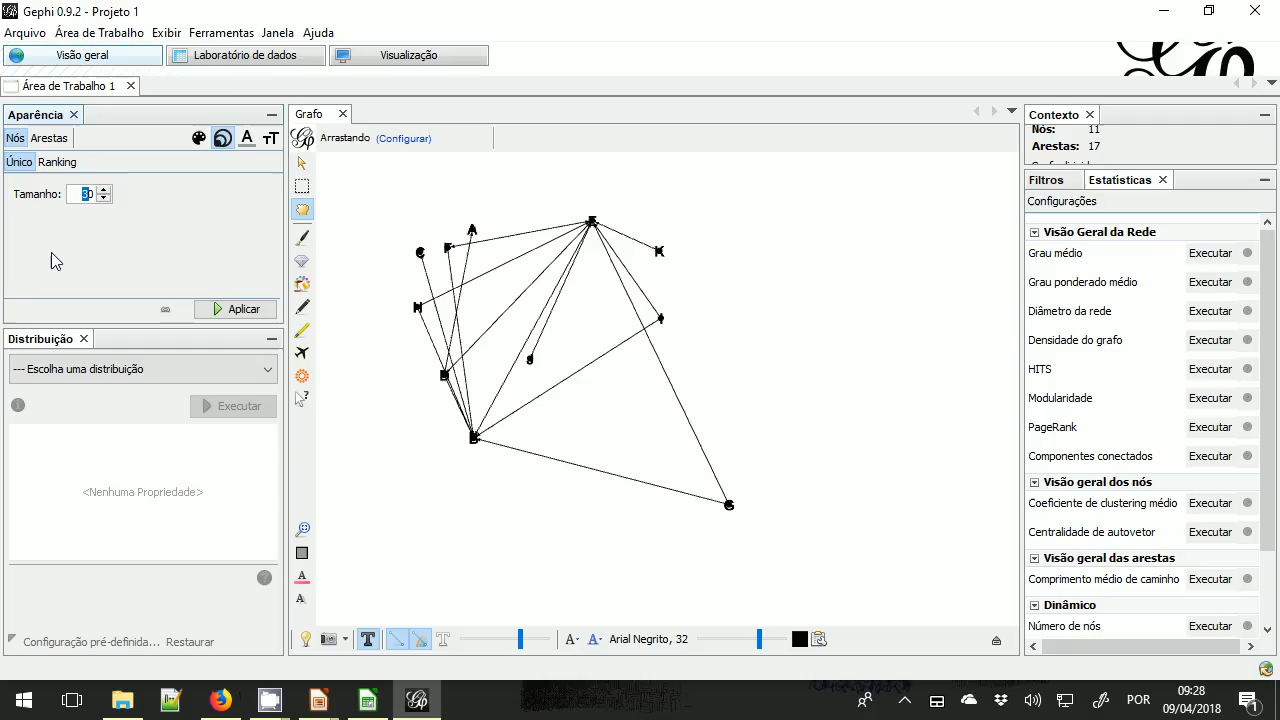 Gephi 0.9.2 - Projeto 1
Arquivo Área de Trabalho Exibir Ferramentas Janela Ajuda
Visão geral Laboratório de dados Visualização
Área de Trabalho 1
Aparência
Nós Arestas
Único Ranking
Tamanho: 30
Aplicar
Distribuição
--- Escolha uma distribuição
Executar
<Nenhuma Propriedade>
Configuração pré-definida... Restaurar
Grafo
Arrastando (Configurar)
A
K
H
G
Arial Negrito, 32
Contexto
Nós: 11
Arestas: 17
Filtros Estatísticas
Configurações
Visão Geral da Rede
Grau médio Executar
Grau ponderado médio Executar
Diâmetro da rede Executar
Densidade do grafo Executar
HITS Executar
Modularidade Executar
PageRank Executar
Componentes conectados Executar
Visão geral dos nós
Coeficiente de clustering médio Executar
Centralidade de autovetor Executar
Visão geral das arestas
Comprimento médio de caminho Executar
Dinâmico
Número de nós Executar
POR
09:28
09/04/2018